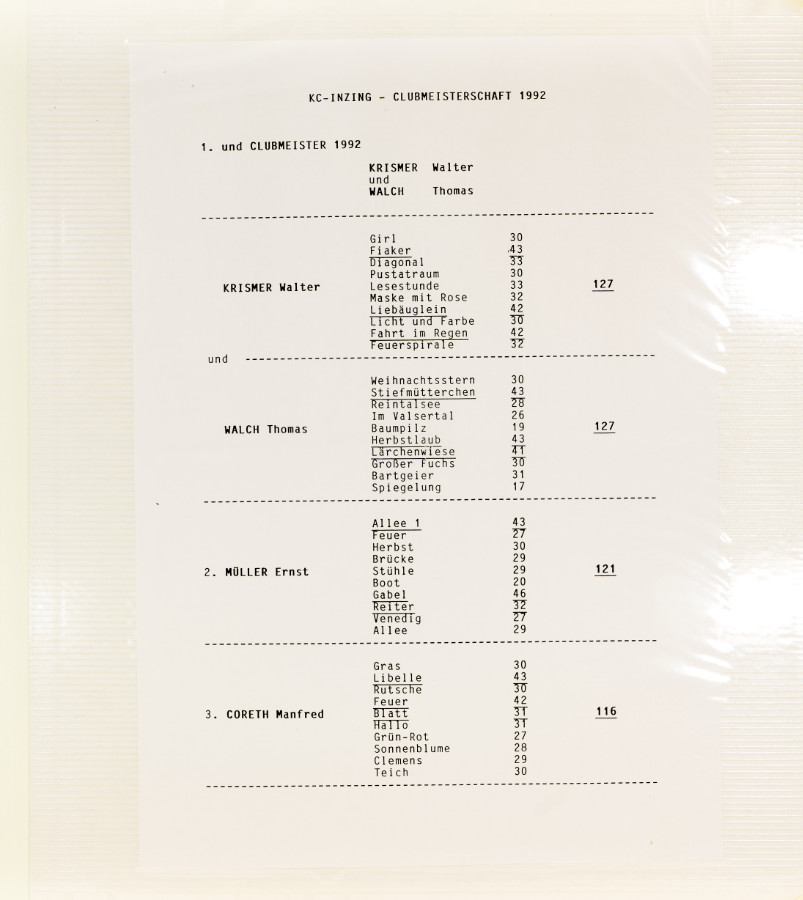 KC-INZING - CLUBMEISTERSCHAFT 1992
1. und CLUBMEISTER 1992
KRISMER Walter
und
WALCH Thomas
Girl 30
Fiaker 43
Diagonal 33
Pustatraum 30
KRISMER Walter Lesestunde 33 127
Maske mit Rose 32
Liebäuglein 42
Licht und Farbe 30
Fahrt im Regen 42
Feuerspirale 32
und
Weihnachtsstern 30
Stiefmütterchen 43
Reintalsee 28
Im Valsertal 26
WALCH Thomas Baumpilz 19 127
Herbstlaub 43
Lärchenwiese 41
Großer Fuchs 30
Bartgeier 31
Spiegelung 17
Allee 1 43
Feuer 27
Herbst 30
Brücke 29
2. MÜLLER Ernst Stühle 29 121
Boot 20
Gabel 46
Reiter 32
Venedig 27
Allee 29
Gras 30
Libelle 43
Rutsche 30
Feuer 42
3. CORETH Manfred Blatt 31 116
Hallo 31
Grün-Rot 27
Sonnenblume 28
Clemens 29
Teich 30